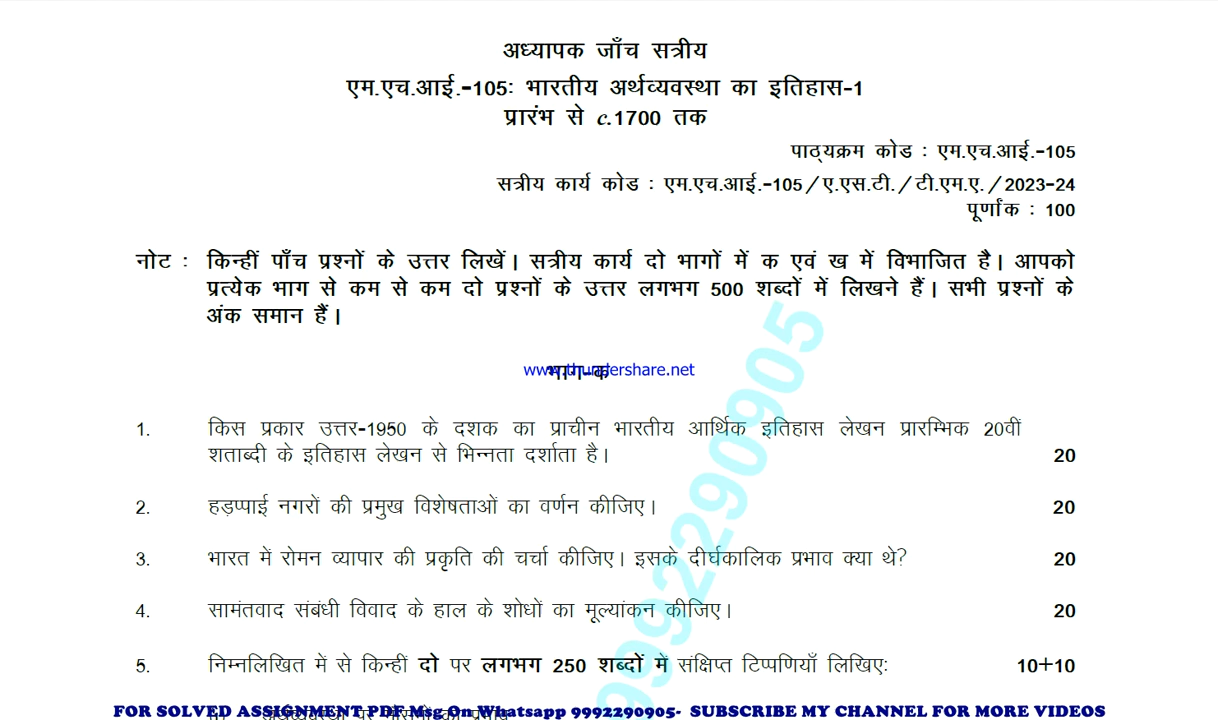 अध्यापक जाँच सत्रीय
एम.एच.आई.-105: भारतीय अर्थव्यवस्था का इतिहास-1
प्रारंभ से c.1700 तक
पाठ्यक्रम कोड : एम.एच.आई.-105
सत्रीय कार्य कोड : एम.एच.आई.-105/ए.एस.टी./टी.एम.ए./2023-24
पूर्णांक : 100
नोट : किन्हीं पाँच प्रश्नों के उत्तर लिखें। सत्रीय कार्य दो भागों में क एवं ख में विभाजित है। आपको
प्रत्येक भाग से कम से कम दो प्रश्नों के उत्तर लगभग 500 शब्दों में लिखने हैं। सभी प्रश्नों के
अंक समान हैं।
भाग-क
www.thundershare.net
1. किस प्रकार उत्तर-1950 के दशक का प्राचीन भारतीय आर्थिक इतिहास लेखन प्रारम्भिक 20वीं
शताब्दी के इतिहास लेखन से भिन्नता दर्शाता है। 20
2. हड़प्पाई नगरों की प्रमुख विशेषताओं का वर्णन कीजिए। 20
3. भारत में रोमन व्यापार की प्रकृति की चर्चा कीजिए। इसके दीर्घकालिक प्रभाव क्या थे? 20
4. सामंतवाद संबंधी विवाद के हाल के शोधों का मूल्यांकन कीजिए। 20
5. निम्नलिखित में से किन्हीं दो पर लगभग 250 शब्दों में संक्षिप्त टिप्पणियाँ लिखिए: 10+10
9992290905
FOR SOLVED ASSIGNMENT PDF Msg On Whatsapp 9992290905- SUBSCRIBE MY CHANNEL FOR MORE VIDEOS